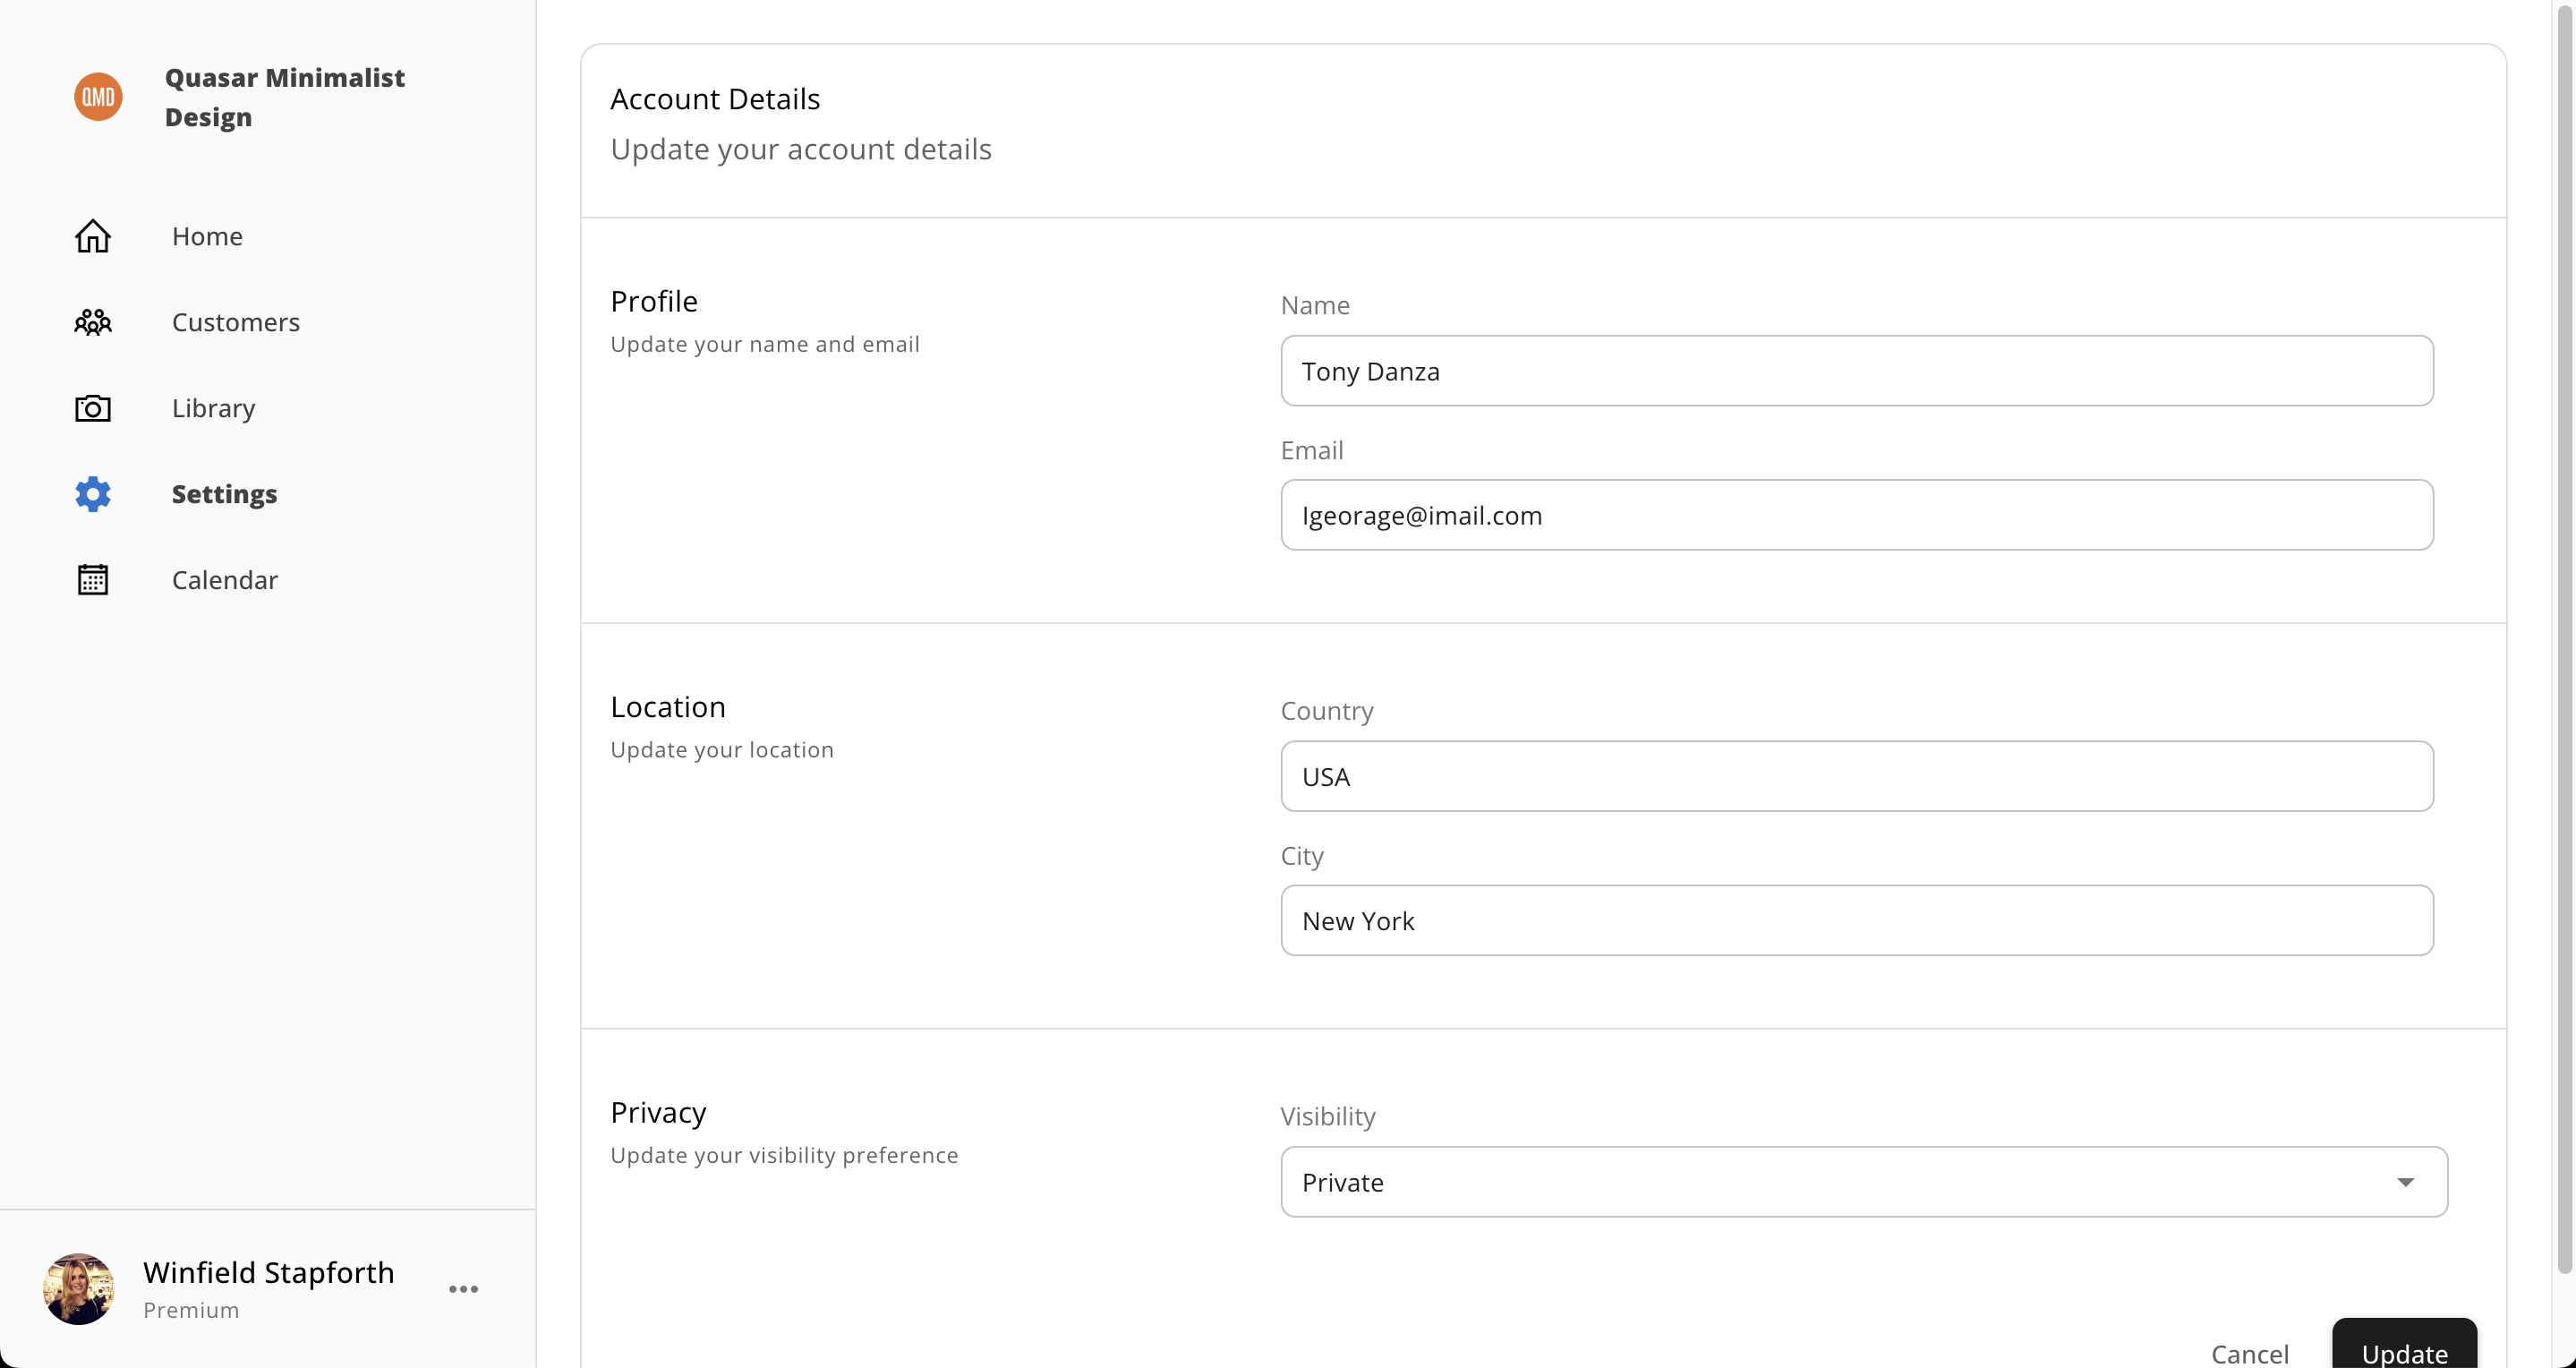 QMD
Quasar Minimalist
Design
Home
Customers
Library
Settings
Calendar
Winfield Stapforth
Premium
Account Details
Update your account details
Profile
Update your name and email
Name
Tony Danza
Email
Igeorage@imail.com
Location
Update your location
Country
USA
City
New York
Privacy
Update your visibility preference
Visibility
Private
Cancel
Update